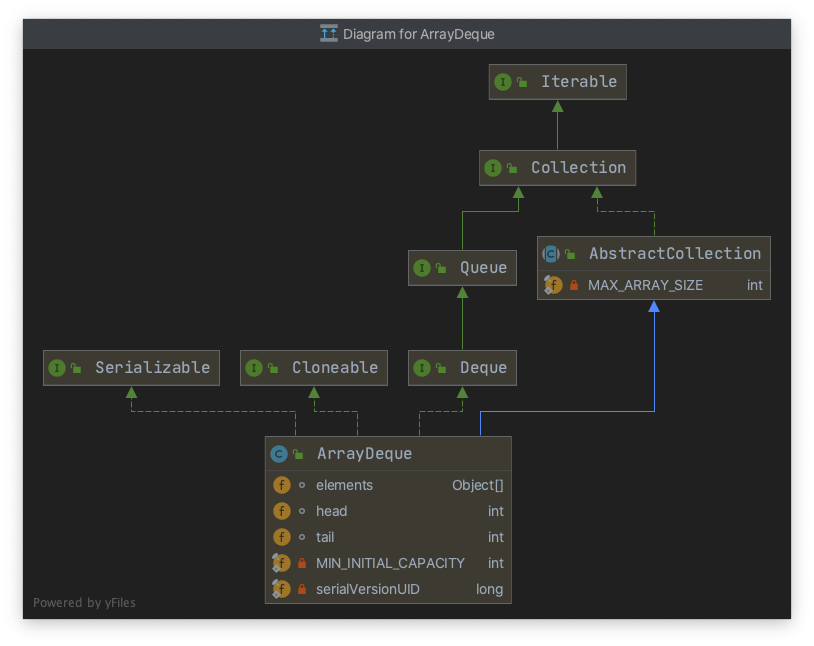 Diagram for ArrayDeque
I Iterable
I Collection
I Queue
C AbstractCollection
f MAX_ARRAY_SIZE int
I Serializable
I Cloneable
I Deque
C ArrayDeque
f elements Object[]
f head int
f tail int
f MIN_INITIAL_CAPACITY int
f serialVersionUID long
Powered by yFiles